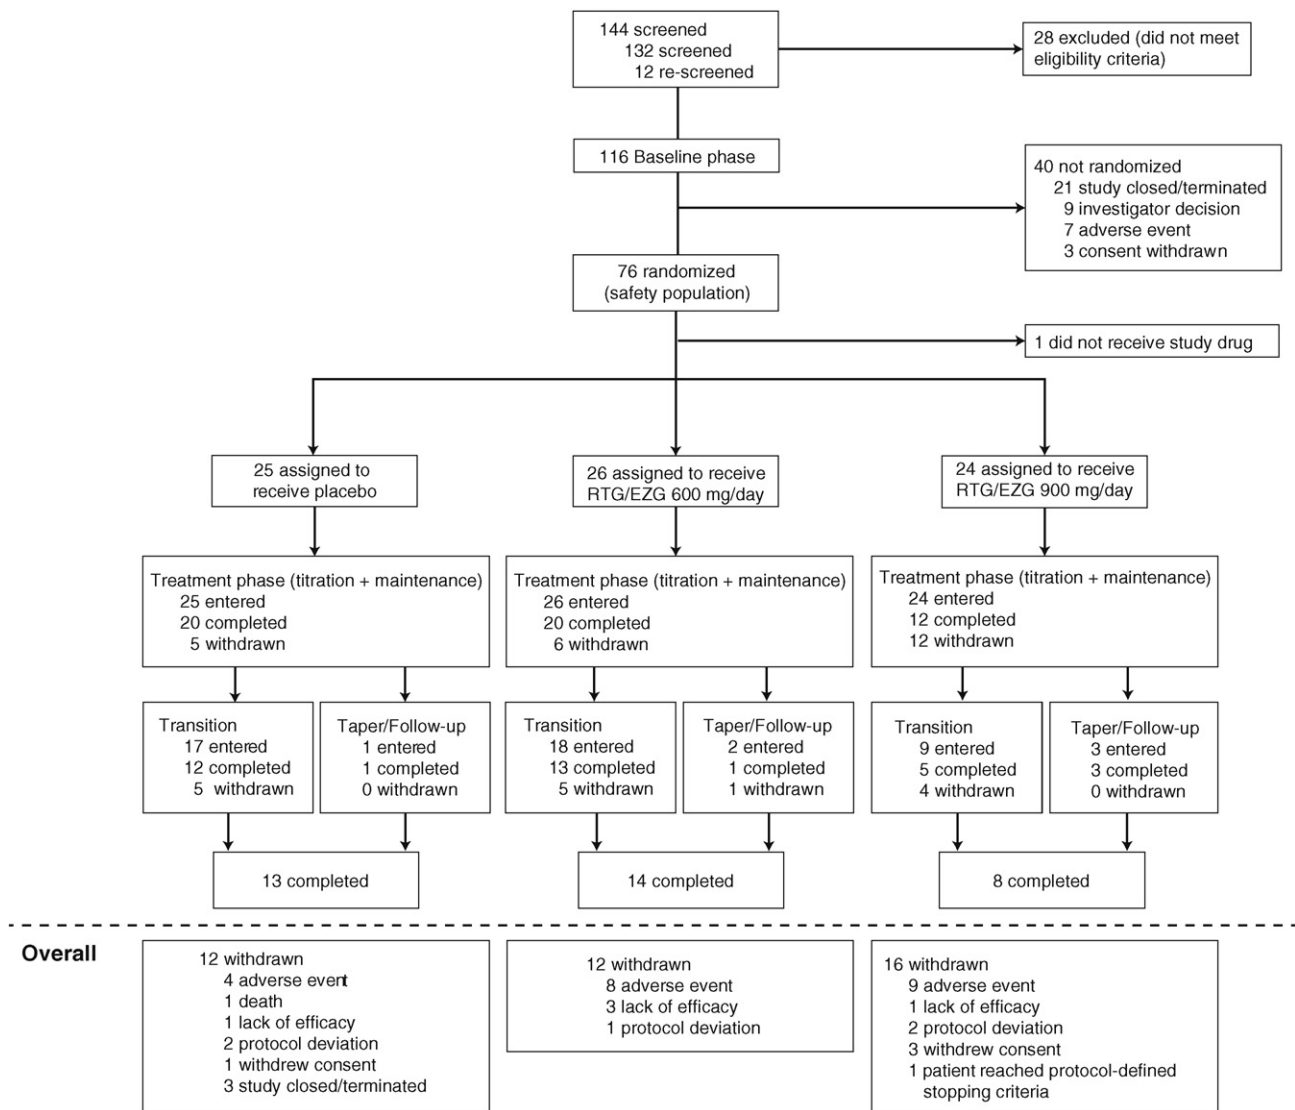 144 screened
132 screened
12 re-screened
28 excluded (did not meet
eligibility criteria)
116 Baseline phase
40 not randomized
21 study closed/terminated
9 investigator decision
7 adverse event
3 consent withdrawn
76 randomized
(safety population)
1 did not receive study drug
25 assigned to
receive placebo
26 assigned to receive
RTG/EZG 600 mg/day
24 assigned to receive
RTG/EZG 900 mg/day
Treatment phase (titration + maintenance)
25 entered
20 completed
5 withdrawn
Treatment phase (titration + maintenance)
26 entered
20 completed
6 withdrawn
Treatment phase (titration + maintenance)
24 entered
12 completed
12 withdrawn
Transition
17 entered
12 completed
5 withdrawn
Taper/Follow-up
1 entered
1 completed
0 withdrawn
Transition
18 entered
13 completed
5 withdrawn
Taper/Follow-up
2 entered
1 completed
1 withdrawn
Transition
9 entered
5 completed
4 withdrawn
Taper/Follow-up
3 entered
3 completed
0 withdrawn
13 completed
14 completed
8 completed
Overall
12 withdrawn
4 adverse event
1 death
1 lack of efficacy
2 protocol deviation
1 withdrew consent
3 study closed/terminated
12 withdrawn
8 adverse event
3 lack of efficacy
1 protocol deviation
16 withdrawn
9 adverse event
1 lack of efficacy
2 protocol deviation
3 withdrew consent
1 patient reached protocol-defined
stopping criteria